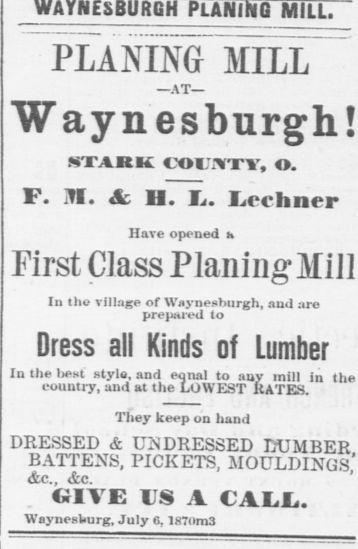 WAYNESBURGH PLANING MILL.
PLANING MILL
—AT—
Waynesburgh!
STARK COUNTY, O.
F. M. & H. L. Lechner
Have opened a
First Class Planing Mill
In the village of Waynesburgh, and are
prepared to
Dress all Kinds of Lumber
In the best style, and equal to any mill in the
country, and at the LOWEST RATES.
They keep on hand
DRESSED & UNDRESSED LUMBER,
BATTENS, PICKETS, MOULDINGS,
&c., &c.
GIVE US A CALL.
Waynesburg, July 6, 1870m3